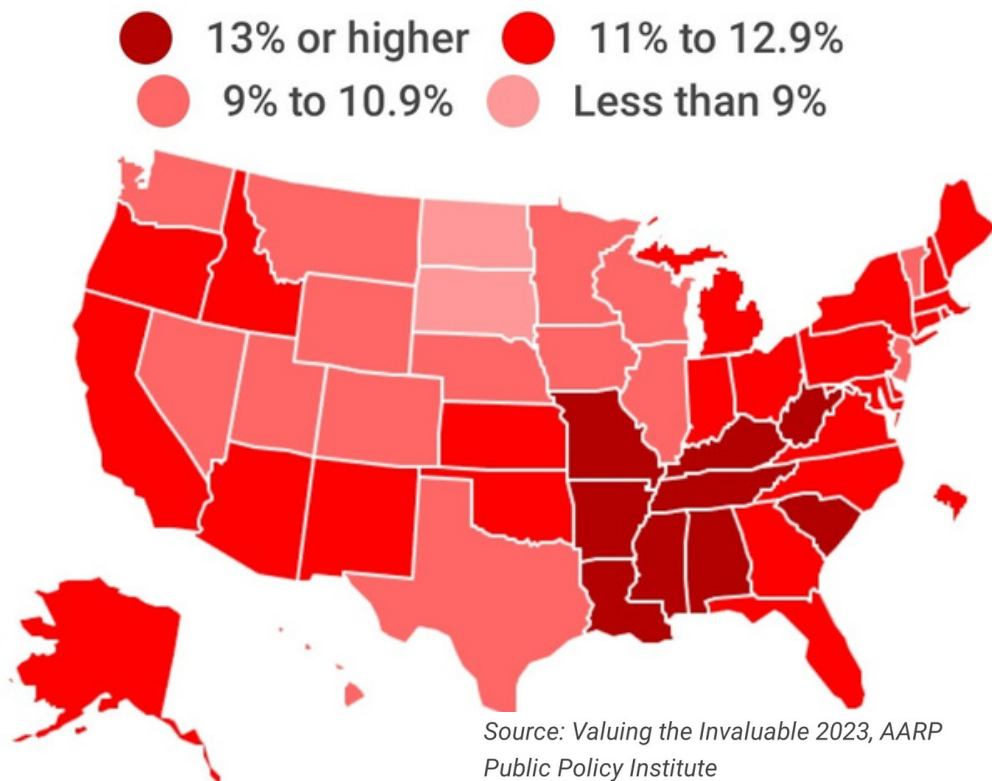 13% or higher 11% to 12.9%
9% to 10.9% Less than 9%
Source: Valuing the Invaluable 2023, AARP
Public Policy Institute